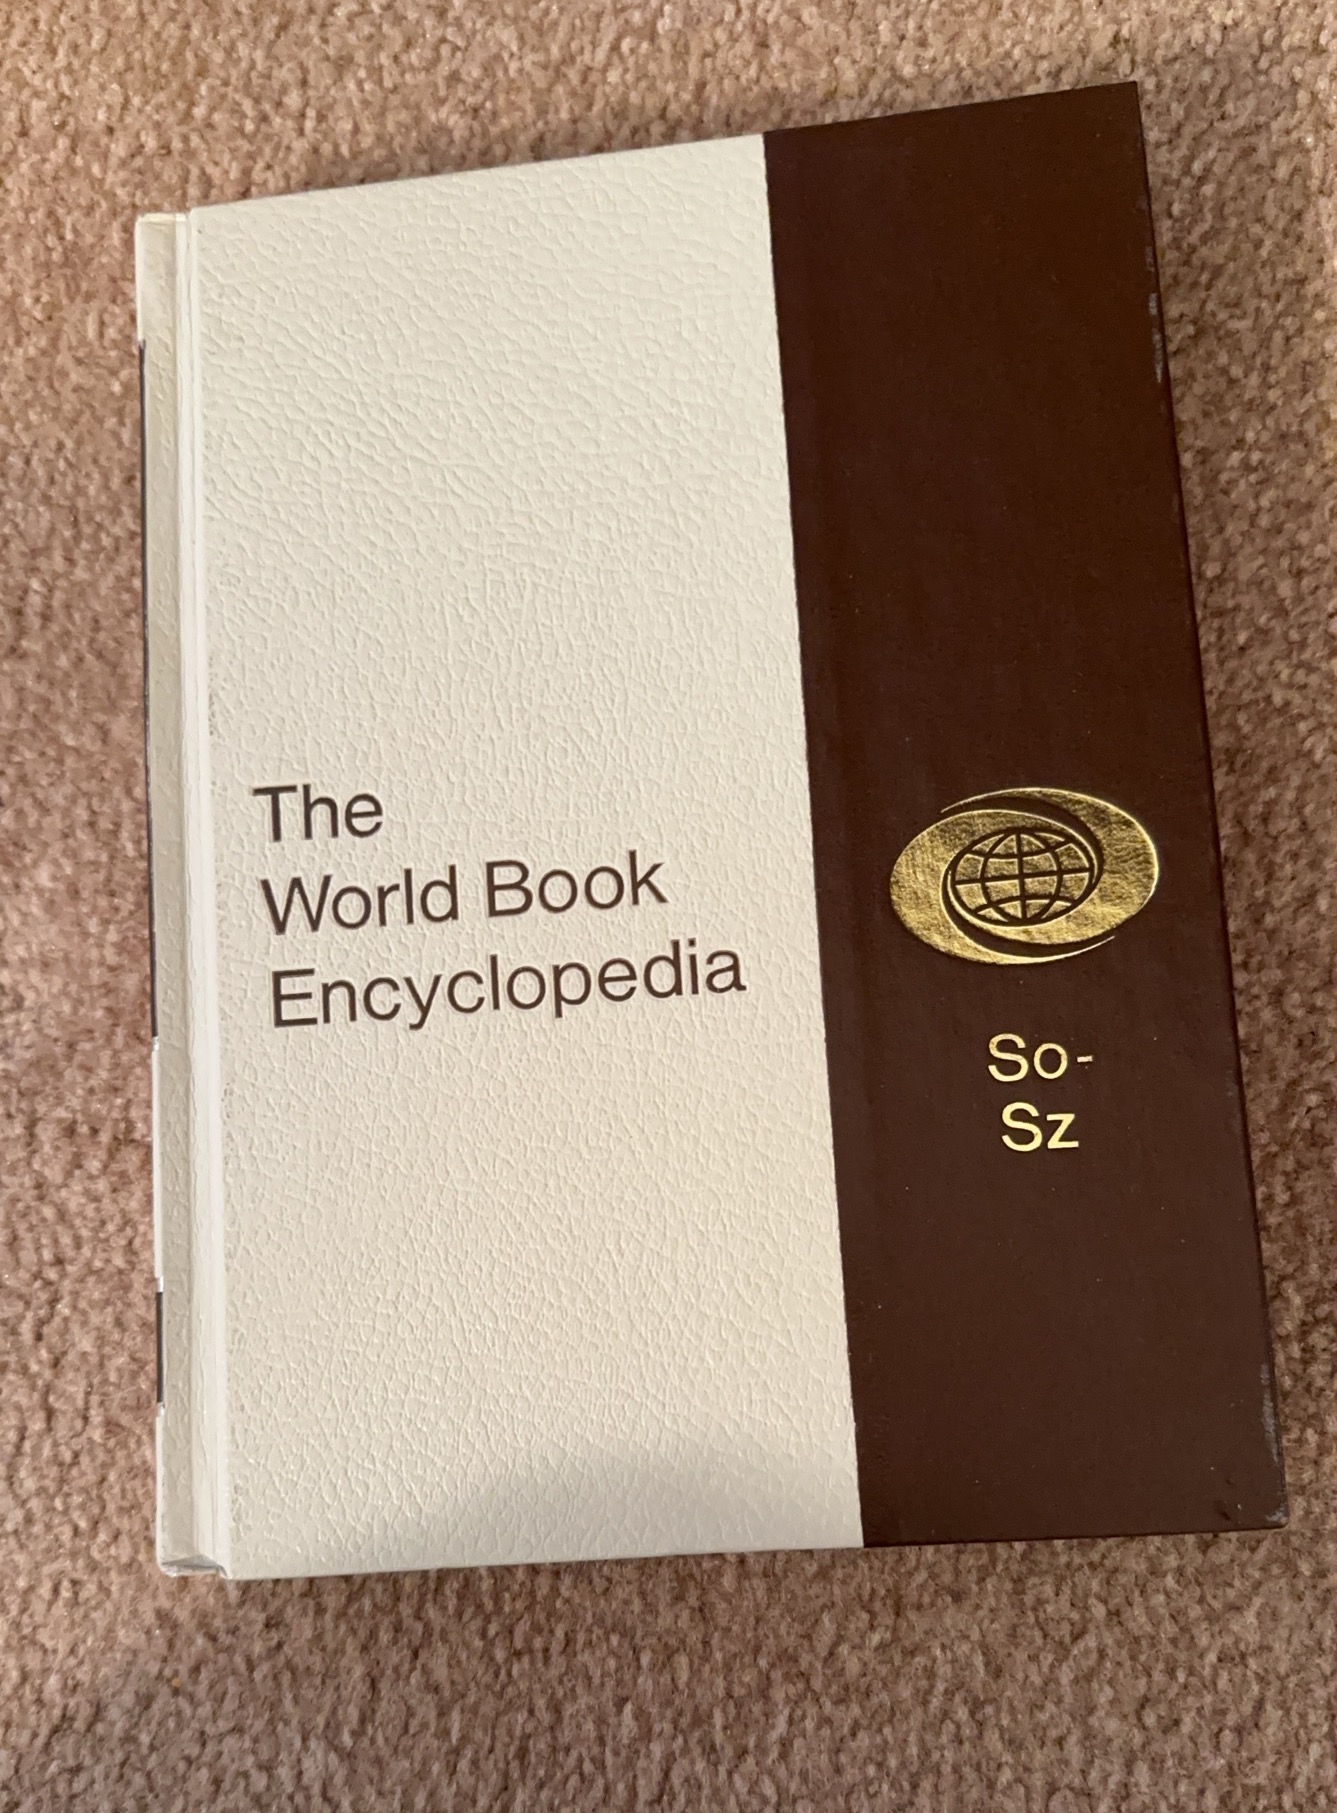 The
World Book
Encyclopedia
So-
Sz